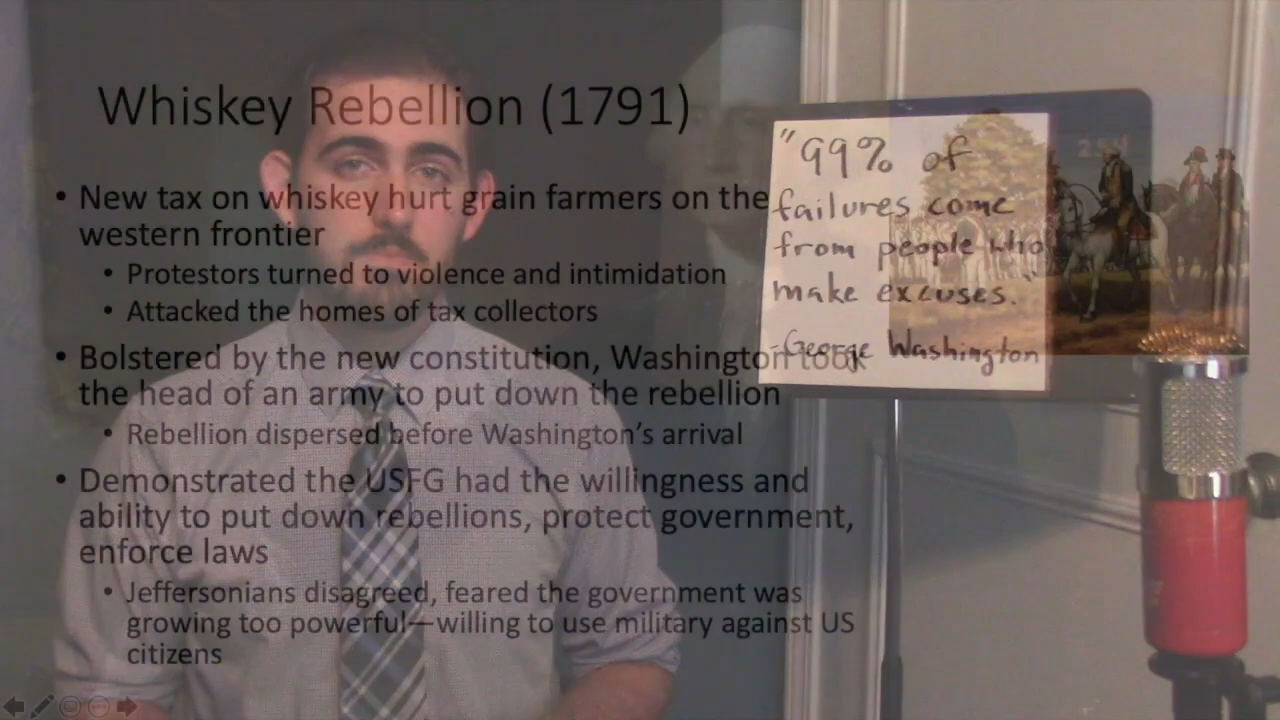 Whiskey Rebellion (1791)
• New tax on whiskey hurt grain farmers on the
western frontier
• Protestors turned to violence and intimidation
• Attacked the homes of tax collectors
• Bolstered by the new constitution, Washington took
the head of an army to put down the rebellion
• Rebellion dispersed before Washington's arrival
• Demonstrated the USFG had the willingness and
ability to put down rebellions, protect government,
enforce laws
• Jeffersonians disagreed, feared the government was
growing too powerful—willing to use military against US
citizens
"99% of
failures come
from people who
make excuses."
-George Washington